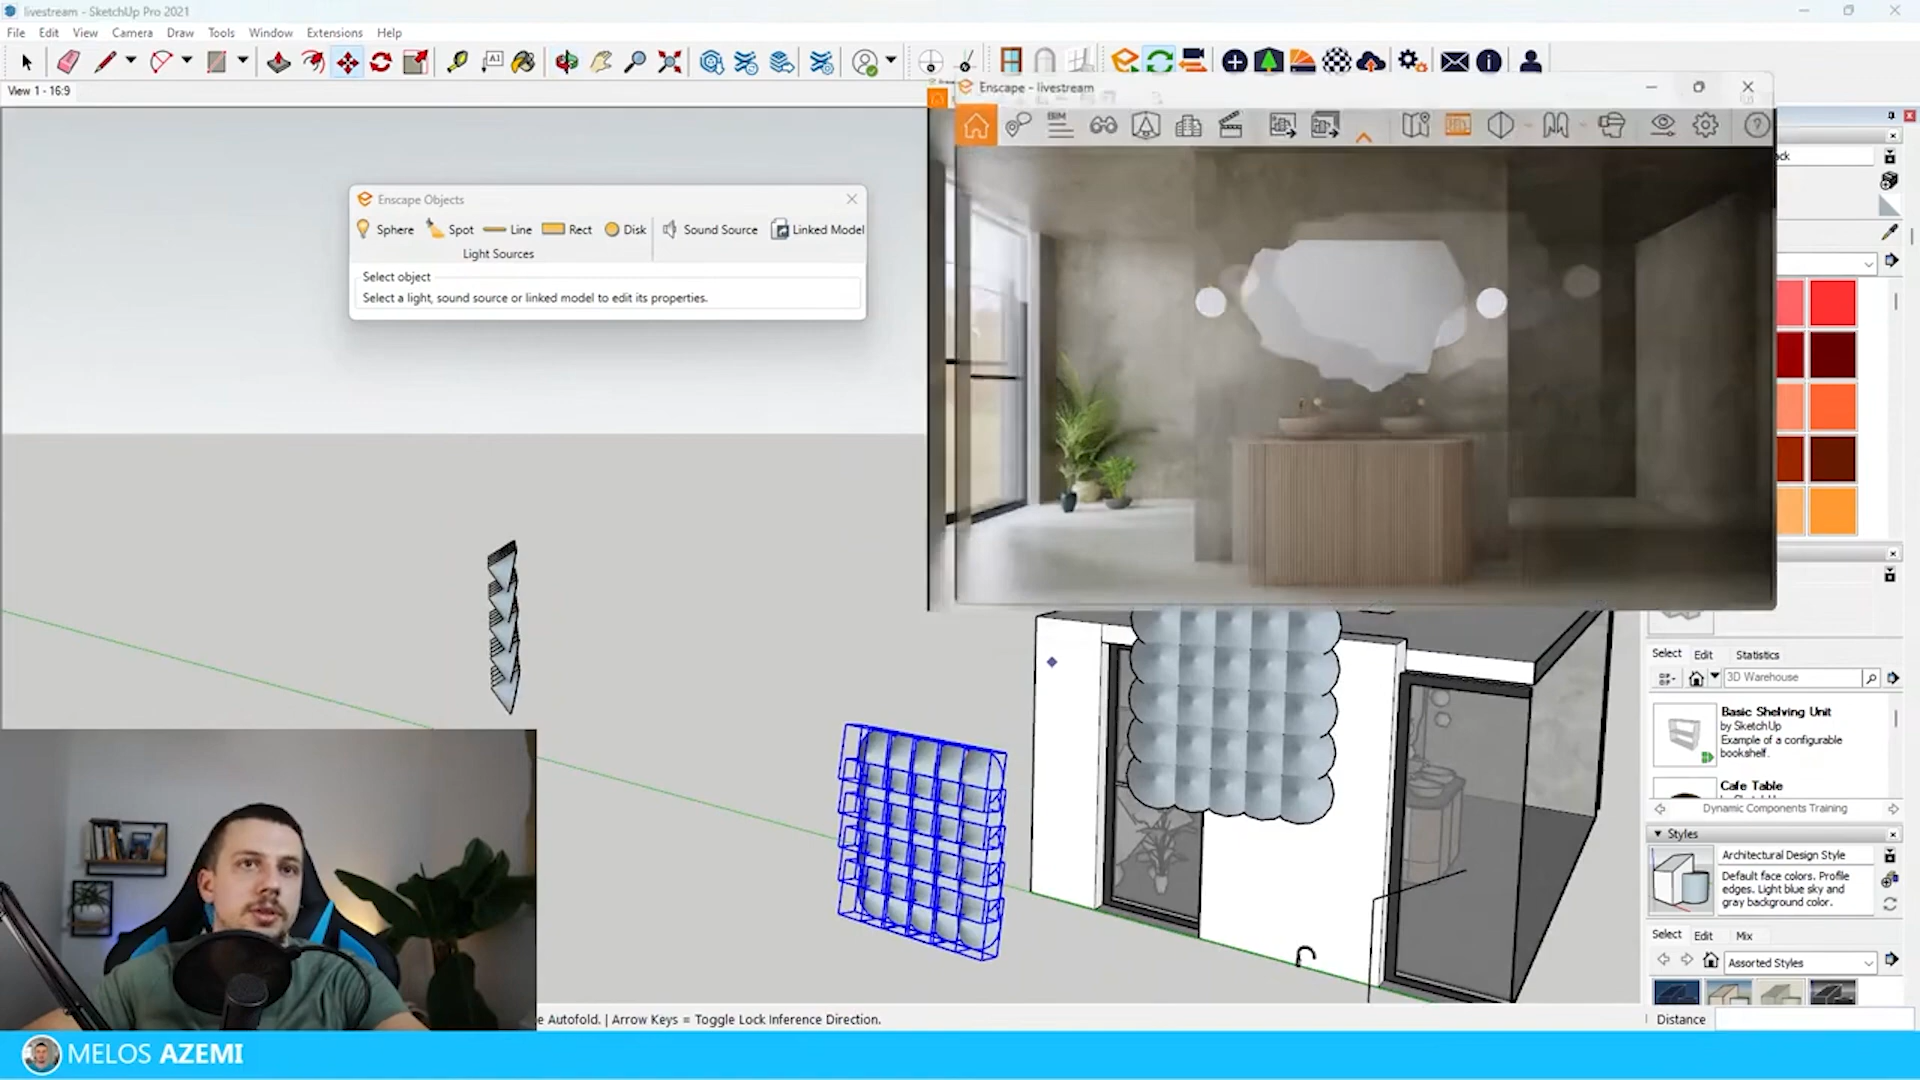 livestream - SketchUp Pro 2021
File Edit View Camera Draw Tools Window Extensions Help
View 1 - 16:9
Enscape - livestream
BIM
Enscape Objects
Sphere Spot Line Rect Disk Sound Source Linked Model
Light Sources
Select object
Select a light, sound source or linked model to edit its properties.
Select Edit Statistics
3D Warehouse
Basic Shelving Unit
by SketchUp
Example of a configurable
bookshelf.
Cafe Table
Dynamic Components Training
Styles
Architectural Design Style
Default face colors. Profile
edges. Light blue sky and
gray background color.
Select Edit Mix
Assorted Styles
e Autofold. | Arrow Keys = Toggle Lock Inference Direction.
Distance
MELOS AZEMI